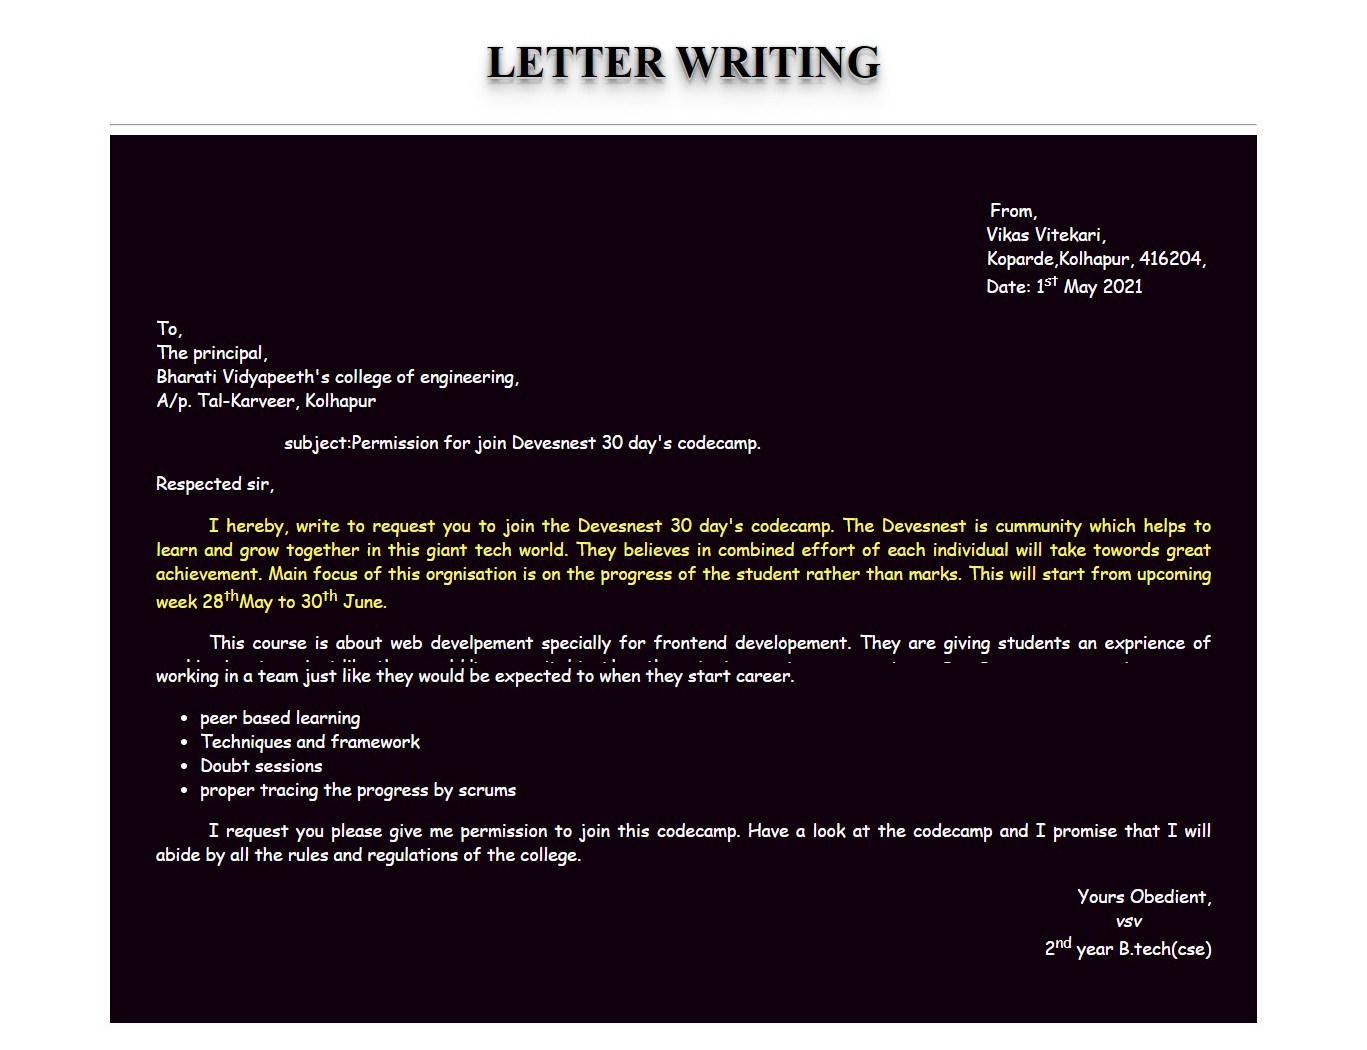 LETTER WRITING
From,
Vikas Vitekari,
Koparde,Kolhapur, 416204,
Date: 1st May 2021
To,
The principal,
Bharati Vidyapeeth's college of engineering,
A/p. Tal-Karveer, Kolhapur
subject:Permission for join Devesnest 30 day's codecamp.
Respected sir,
I hereby, write to request you to join the Devesnest 30 day's codecamp. The Devesnest is cummunity which helps to
learn and grow together in this giant tech world. They believes in combined effort of each individual will take towords great
achievement. Main focus of this orgnisation is on the progress of the student rather than marks. This will start from upcoming
week 28thMay to 30th June.
This course is about web develpement specially for frontend developement. They are giving students an exprience of
working in a team just like they would be expected to when they start career.
• peer based learning
• Techniques and framework
• Doubt sessions
• proper tracing the progress by scrums
I request you please give me permission to join this codecamp. Have a look at the codecamp and I promise that I will
abide by all the rules and regulations of the college.
Yours Obedient,
vsv
2nd year B.tech(cse)